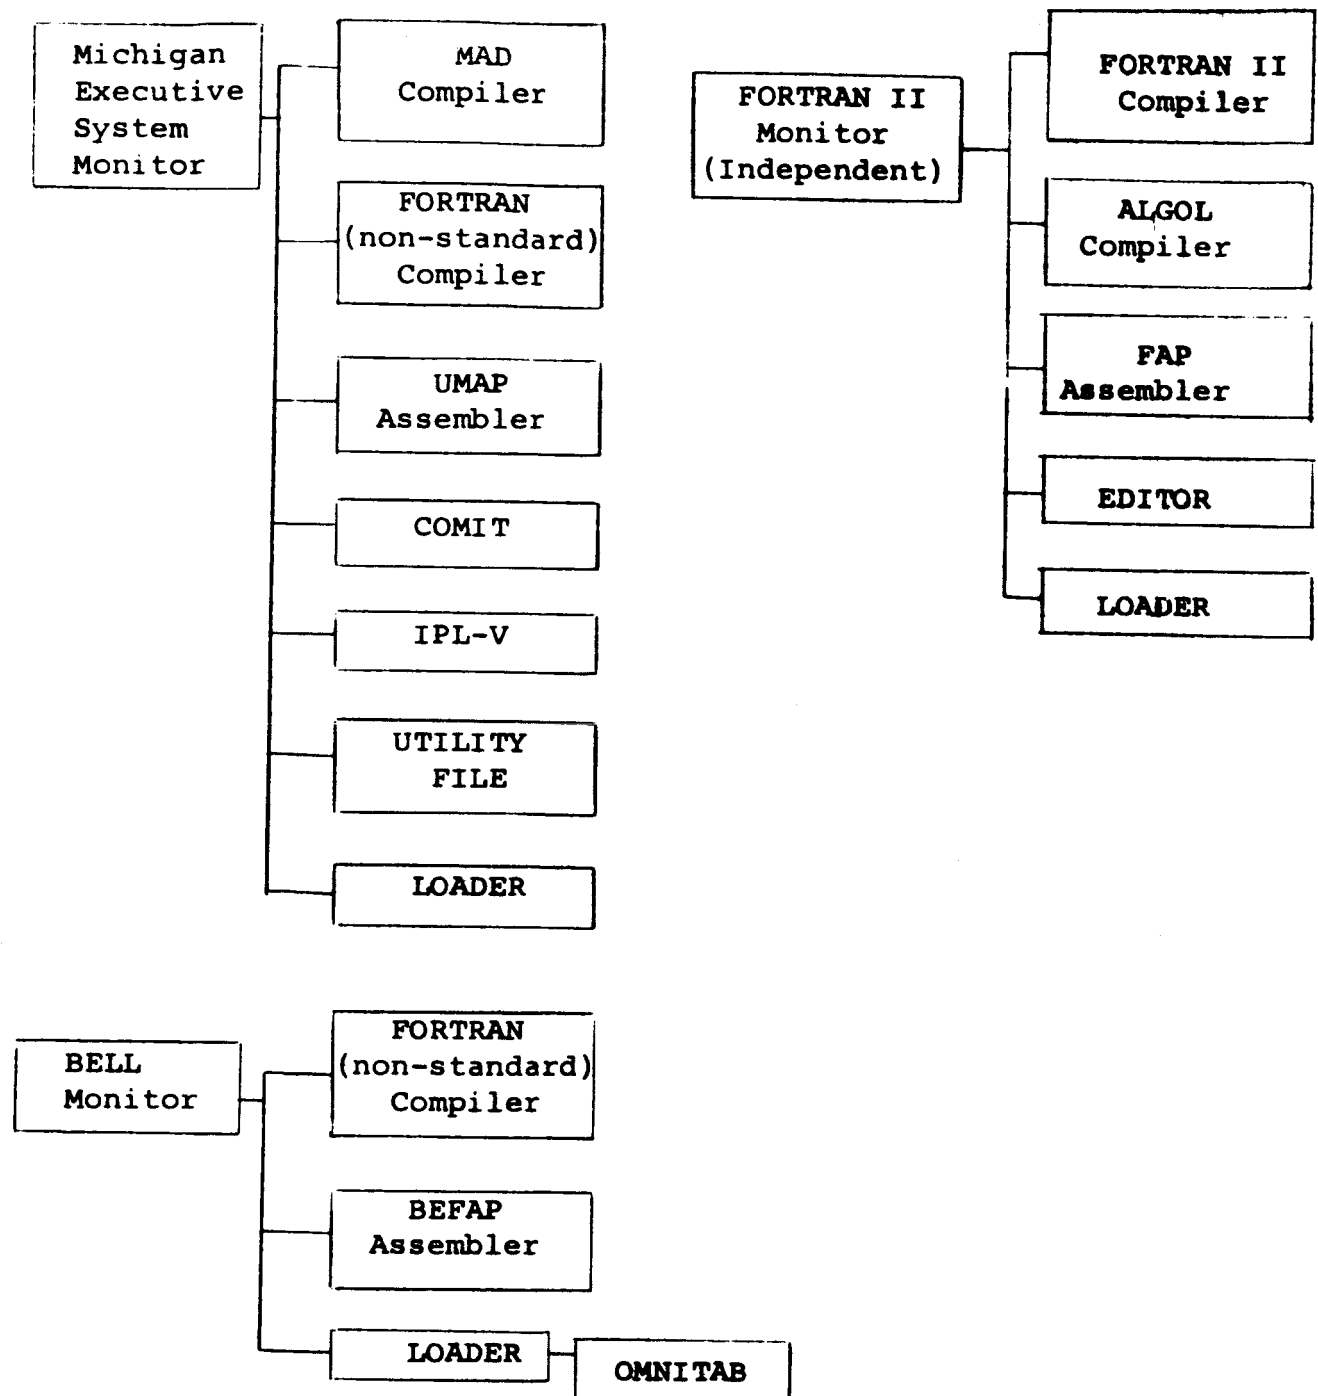 Michigan
Executive
System
Monitor
MAD
Compiler
FORTRAN
(non-standard)
Compiler
UMAP
Assembler
COMIT
IPL-V
UTILITY
FILE
LOADER
FORTRAN II
Monitor
(Independent)
FORTRAN II
Compiler
ALGOL
Compiler
FAP
Assembler
EDITOR
LOADER
BELL
Monitor
FORTRAN
(non-standard)
Compiler
BEFAP
Assembler
LOADER
OMNITAB